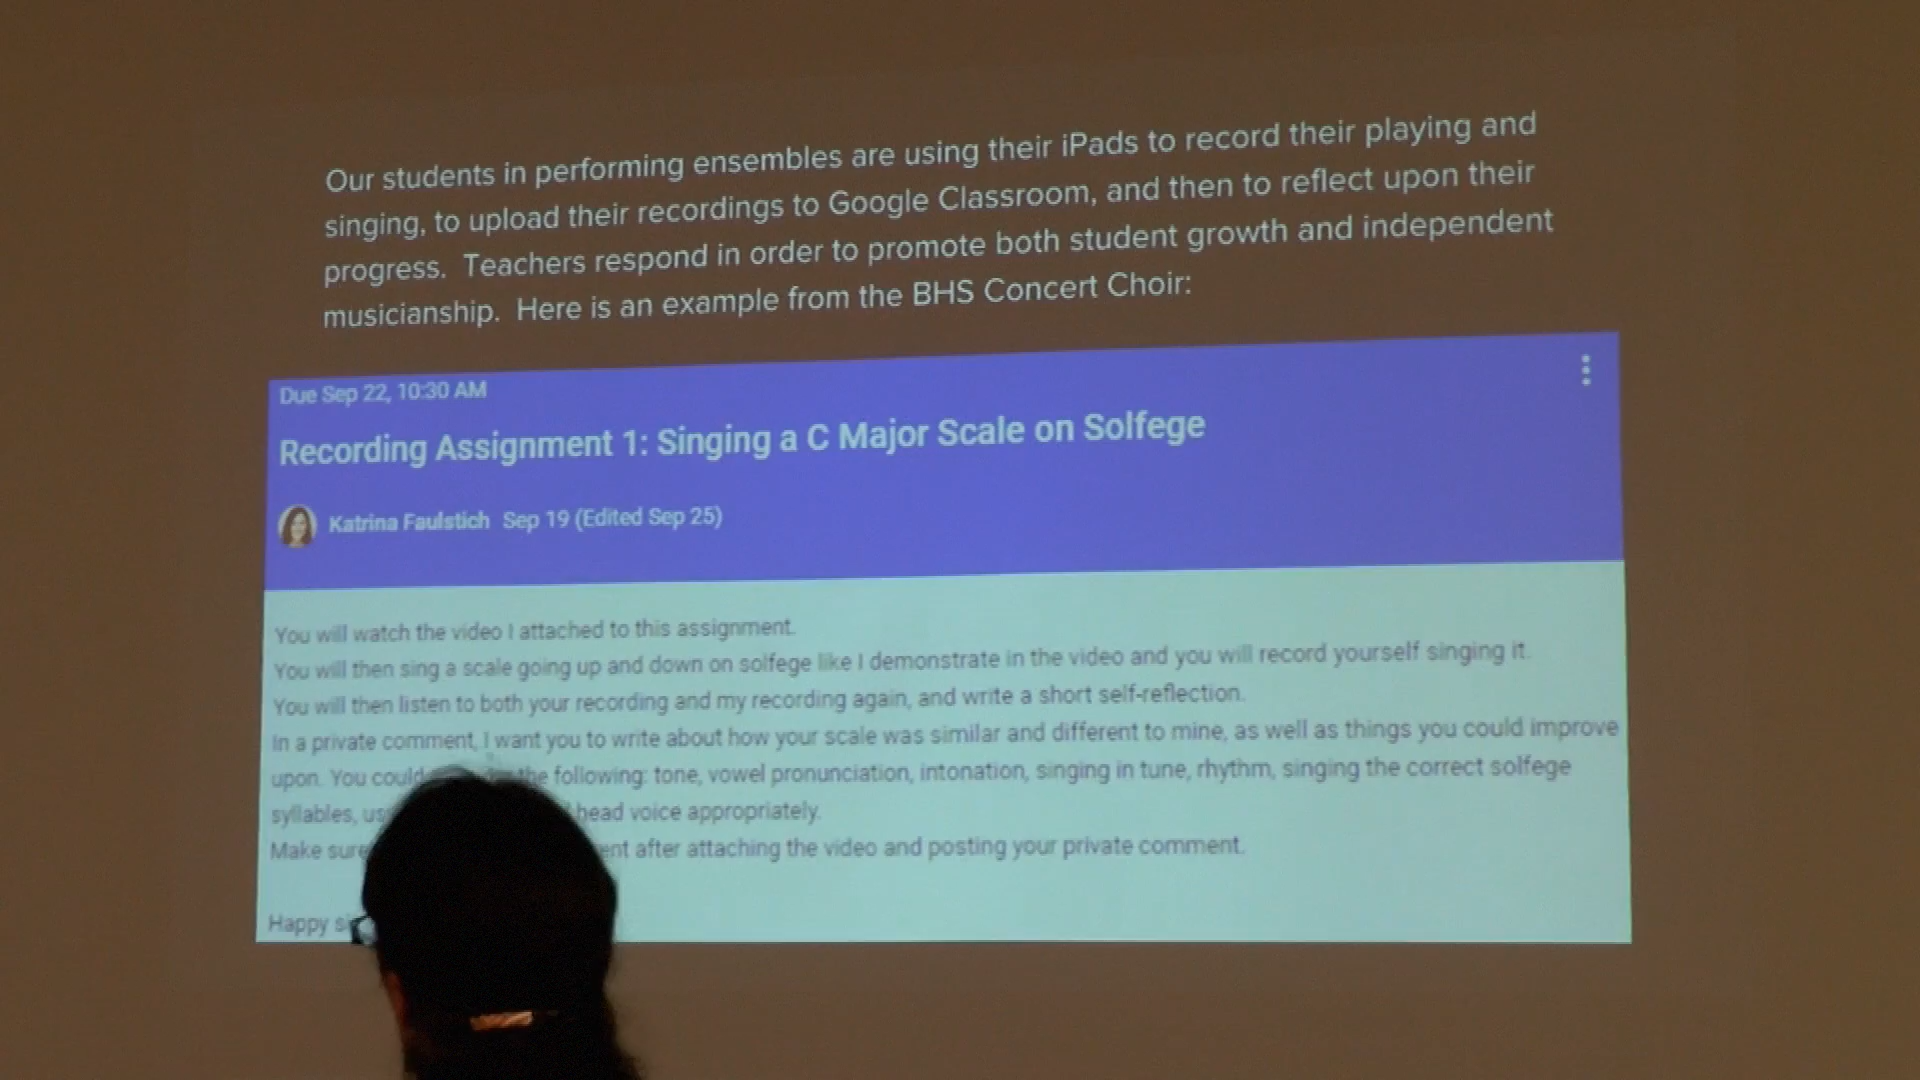 Our students in performing ensembles are using their iPads to record their playing and
singing, to upload their recordings to Google Classroom, and then to reflect upon their
progress. Teachers respond in order to promote both student growth and independent
musicianship. Here is an example from the BHS Concert Choir:
Due Sep 22, 10:30 AM
Recording Assignment 1: Singing a C Major Scale on Solfege
Katrina Faulstich Sep 19 (Edited Sep 25)
You will watch the video I attached to this assignment.
You will then sing a scale going up and down on solfege like I demonstrate in the video and you will record yourself singing it.
You will then listen to both your recording and my recording again, and write a short self-reflection.
In a private comment, I want you to write about how your scale was similar and different to mine, as well as things you could improve
upon. You could the following: tone, vowel pronunciation, intonation, singing in tune, rhythm, singing the correct solfege
syllables, head voice appropriately.
Make sure after attaching the video and posting your private comment.
Happy